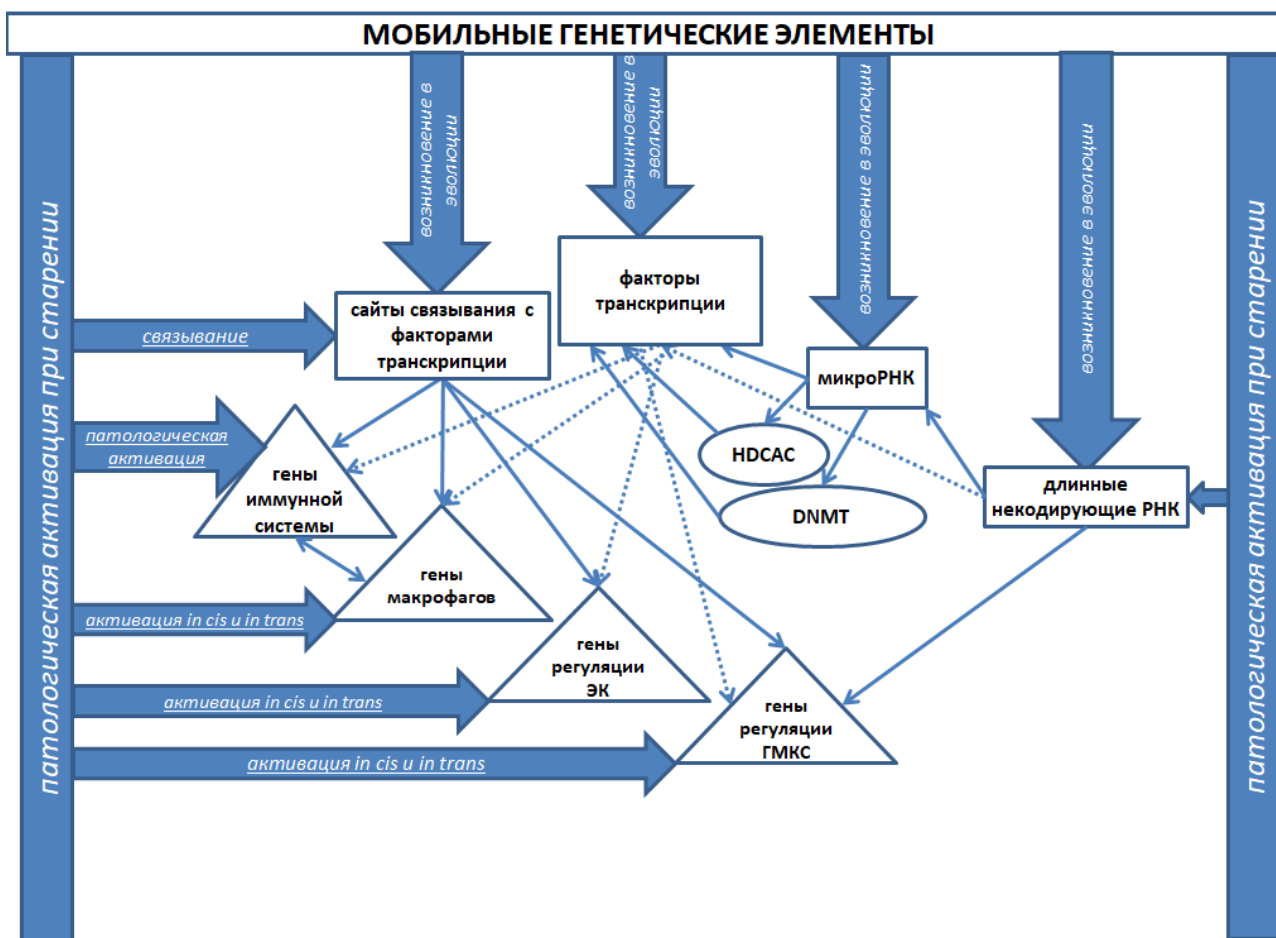 МОБИЛЬНЫЕ ГЕНЕТИЧЕСКИЕ ЭЛЕМЕНТЫ
патологическая активация при старении
возникновение в
эволюции
возникновение в
эволюции
возникновение в эволюции
возникновение в эволюции
патологическая активация при старении
связывание
сайты связывания с
факторами
транскрипции
факторы
транскрипции
микроРНК
HDCAC
DNMT
длинные
некодирующие РНК
патологическая
активация
гены
иммунной
системы
гены
макрофагов
активация in cis и in trans
гены
регуляции
ЭК
активация in cis и in trans
гены
регуляции
ГМКС
активация in cis и in trans